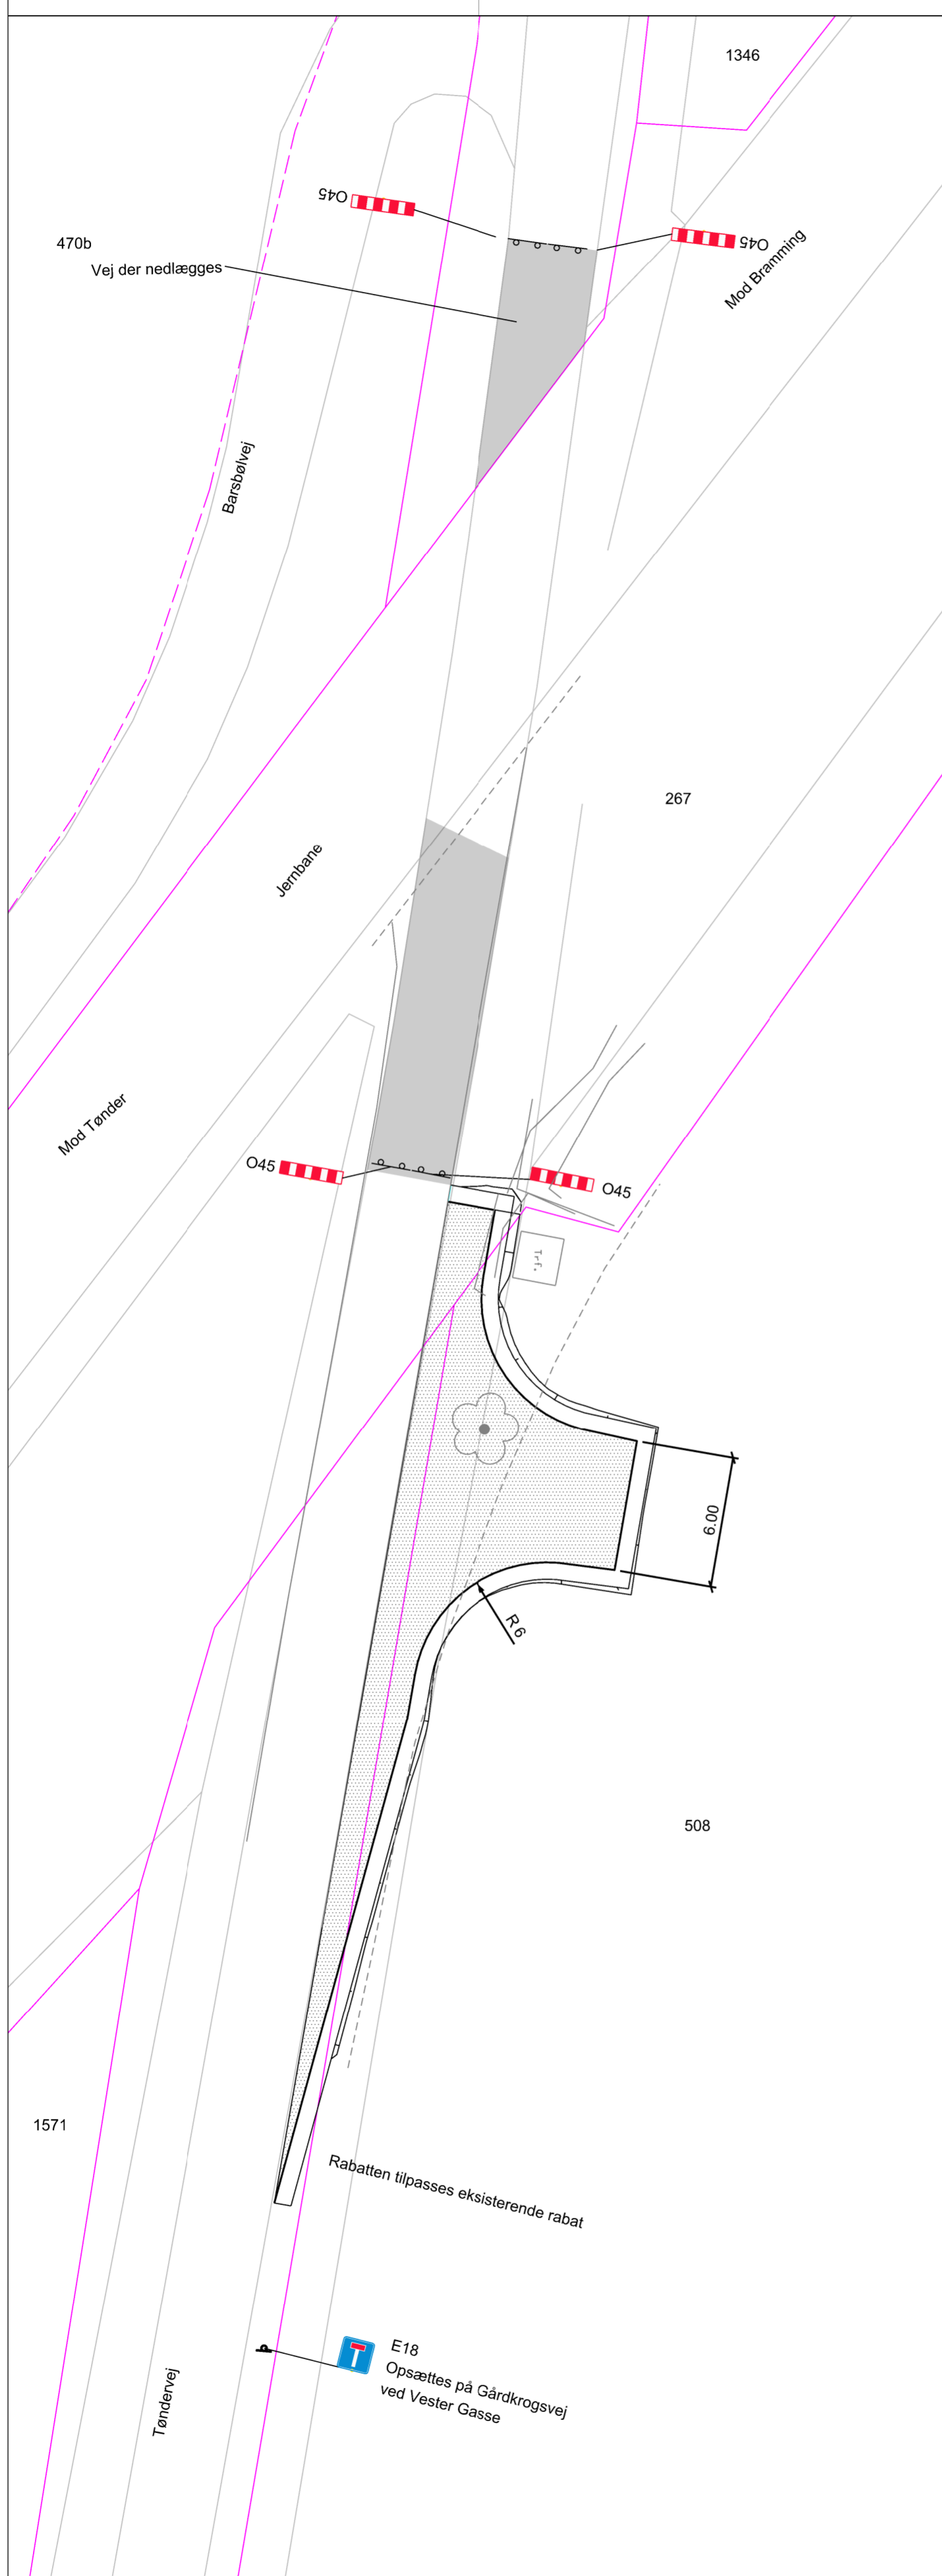 1346
O45
O45
470b
Vej der nedlægges
Mod Bramming
Barsbølvej
267
Jernbane
Mod Tønder
O45
O45
Trf.
6.00
R 6
508
1571
Rabatten tilpasses eksisterende rabat
E18
Opsættes på Gårdkrogsvej
ved Vester Gasse
Tøndervej